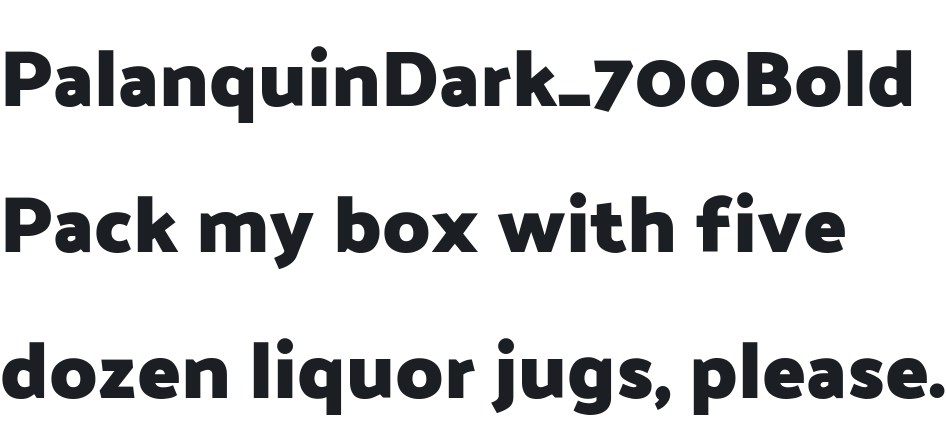 PalanquinDark_700Bold
Pack my box with five
dozen liquor jugs, please.